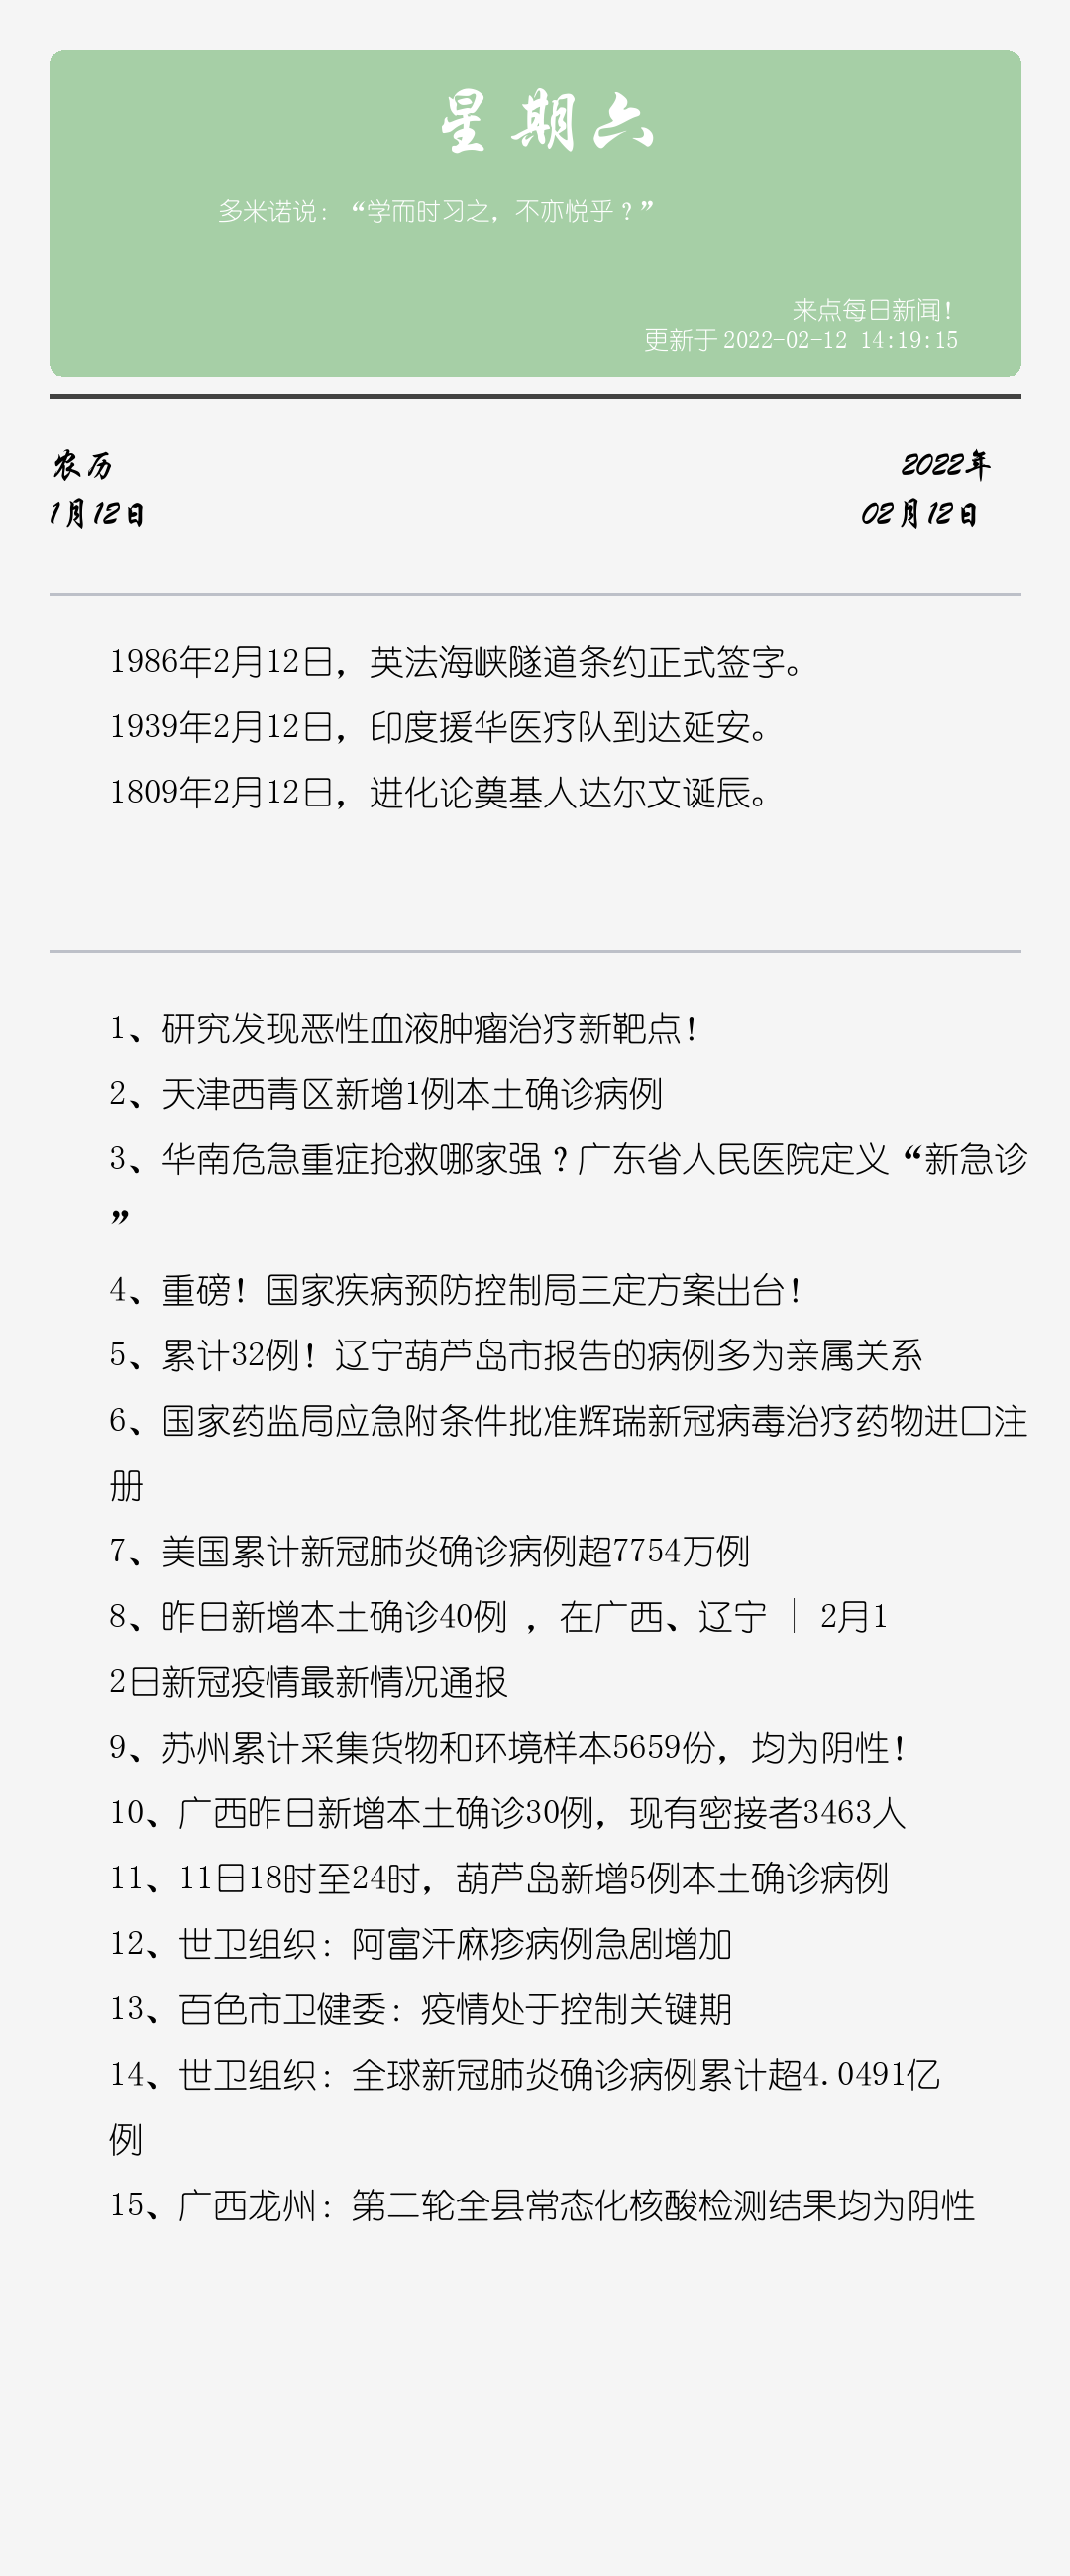 星期六
多米诺说：“学而时习之，不亦悦乎？”
来点每日新闻！
更新于2022-02-12 14:19:15
农历
2022年
1月12日
02月12日
1986年2月12日，英法海峡隧道条约正式签字。
1939年2月12日，印度援华医疗队到达延安。
1809年2月12日，进化论奠基人达尔文诞辰。
1、研究发现恶性血液肿瘤治疗新靶点！
2、天津西青区新增1例本土确诊病例
3、华南危急重症抢救哪家强？广东省人民医院定义“新急诊
”
4、重磅！国家疾病预防控制局三定方案出台！
5、累计32例！辽宁葫芦岛市报告的病例多为亲属关系
6、国家药监局应急附条件批准辉瑞新冠病毒治疗药物进口注
册
7、美国累计新冠肺炎确诊病例超7754万例
8、昨日新增本土确诊40例 ，在广西、辽宁 | 2月1
2日新冠疫情最新情况通报
9、苏州累计采集货物和环境样本5659份，均为阴性！
10、广西昨日新增本土确诊30例，现有密接者3463人
11、11日18时至24时，葫芦岛新增5例本土确诊病例
12、世卫组织：阿富汗麻疹病例急剧增加
13、百色市卫健委：疫情处于控制关键期
14、世卫组织：全球新冠肺炎确诊病例累计超4.0491亿
例
15、广西龙州：第二轮全县常态化核酸检测结果均为阴性